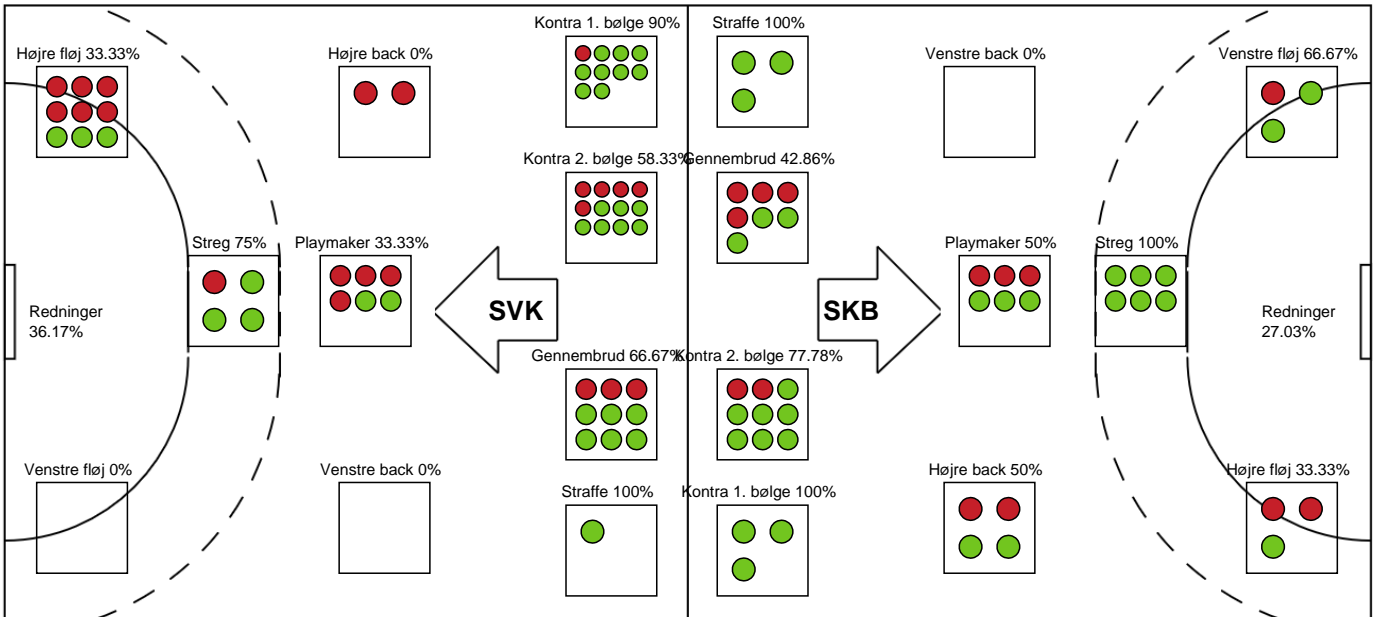 Kontra 1. bølge 90%
Straffe 100%
Højre fløj 33.33%
Højre back 0%
Venstre back 0%
Venstre fløj 66.67%
Kontra 2. bølge 58.33%
Gennembrud 42.86%
Streg 75%
Playmaker 33.33%
Playmaker 50%
Streg 100%
Redninger
36.17%
SVK
SKB
Redninger
27.03%
Gennembrud 66.67%
Kontra 2. bølge 77.78%
Venstre fløj 0%
Venstre back 0%
Højre back 50%
Højre fløj 33.33%
Straffe 100%
Kontra 1. bølge 100%